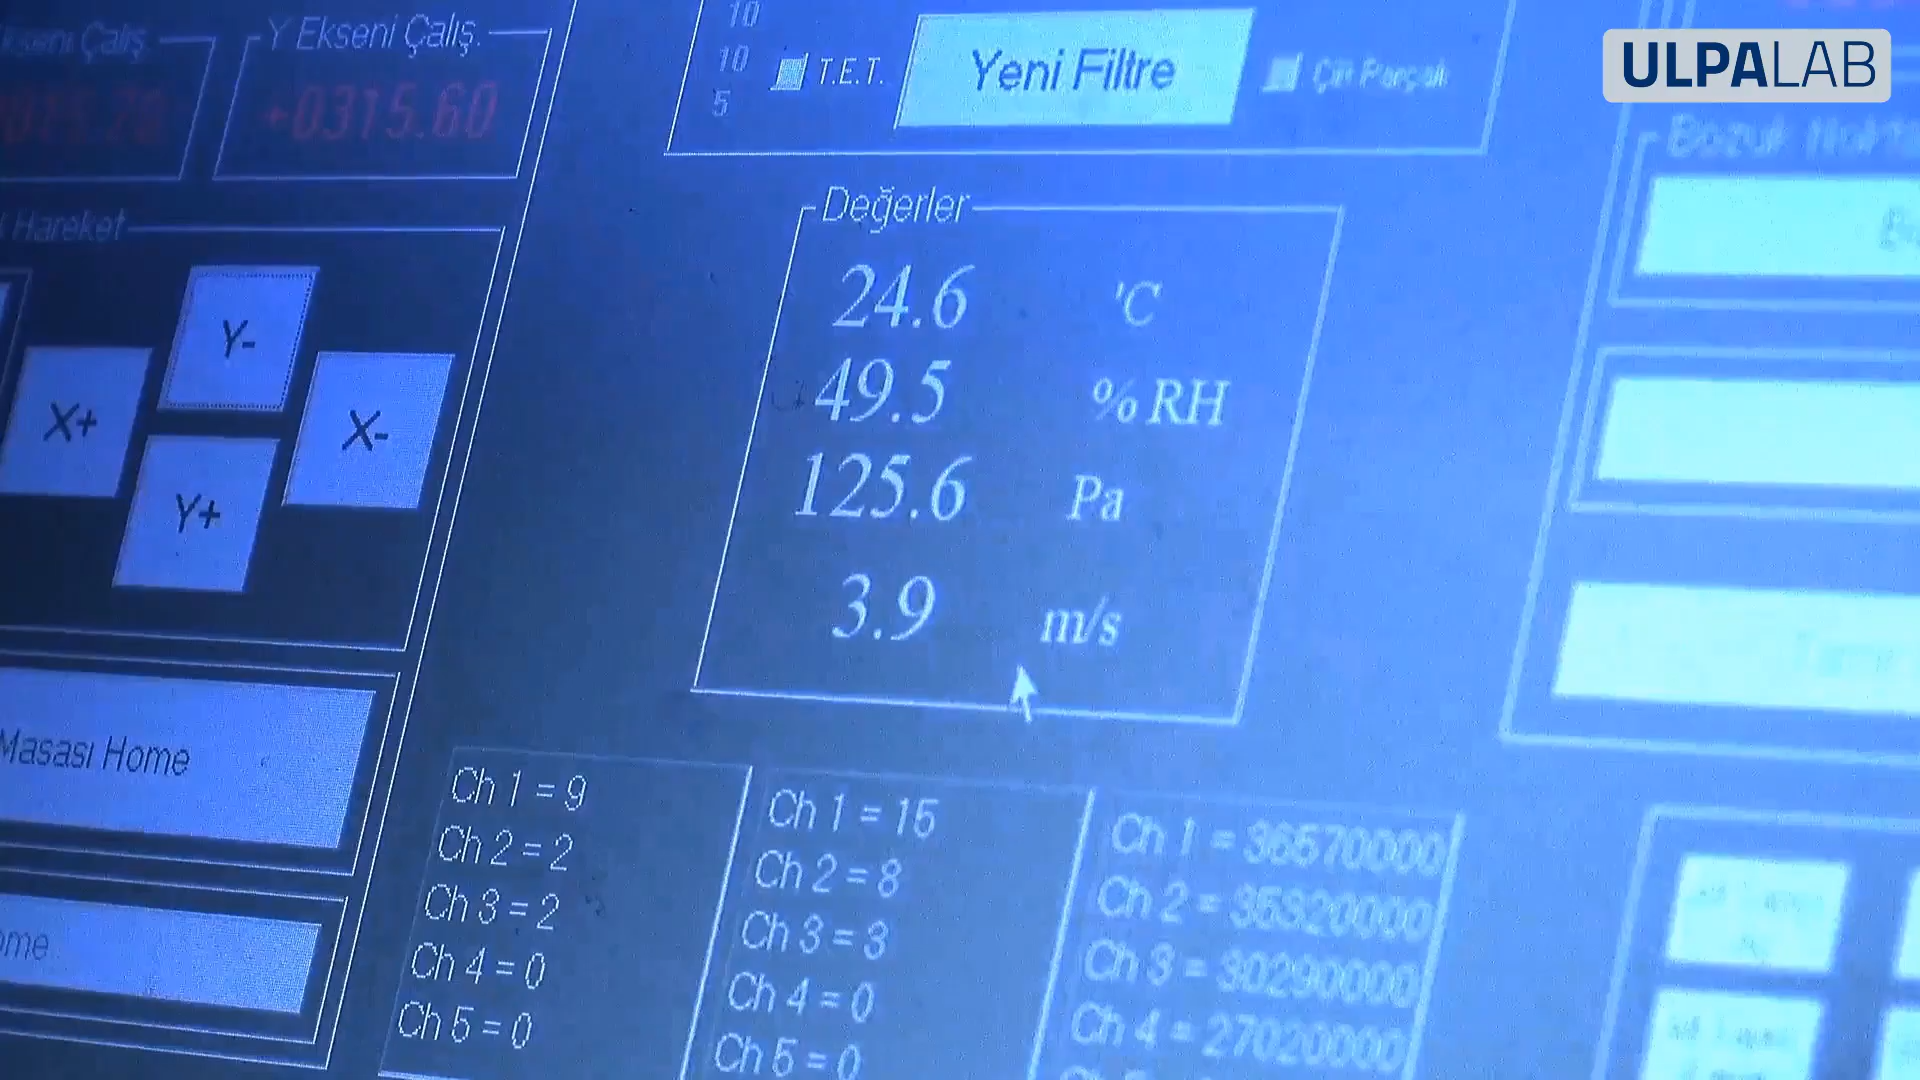 ULPALAB
Y Ekseni Çalış.
+0315.60
10
10
5
T.E.T.
Yeni Filtre
Çift Parçalı
Bozuk
Hareket
Y-
X+
X-
Y+
Değerler
24.6 'C
49.5 % RH
125.6 Pa
3.9 m/s
Masası Home
Ch 1 = 9
Ch 2 = 2
Ch 3 = 2
Ch 4 = 0
Ch 5 = 0
Ch 1 = 15
Ch 2 = 8
Ch 3 = 3
Ch 4 = 0
Ch 5 = 0
Ch 1 = 36570000
Ch 2 = 35320000
Ch 3 = 30290000
Ch 4 = 27020000